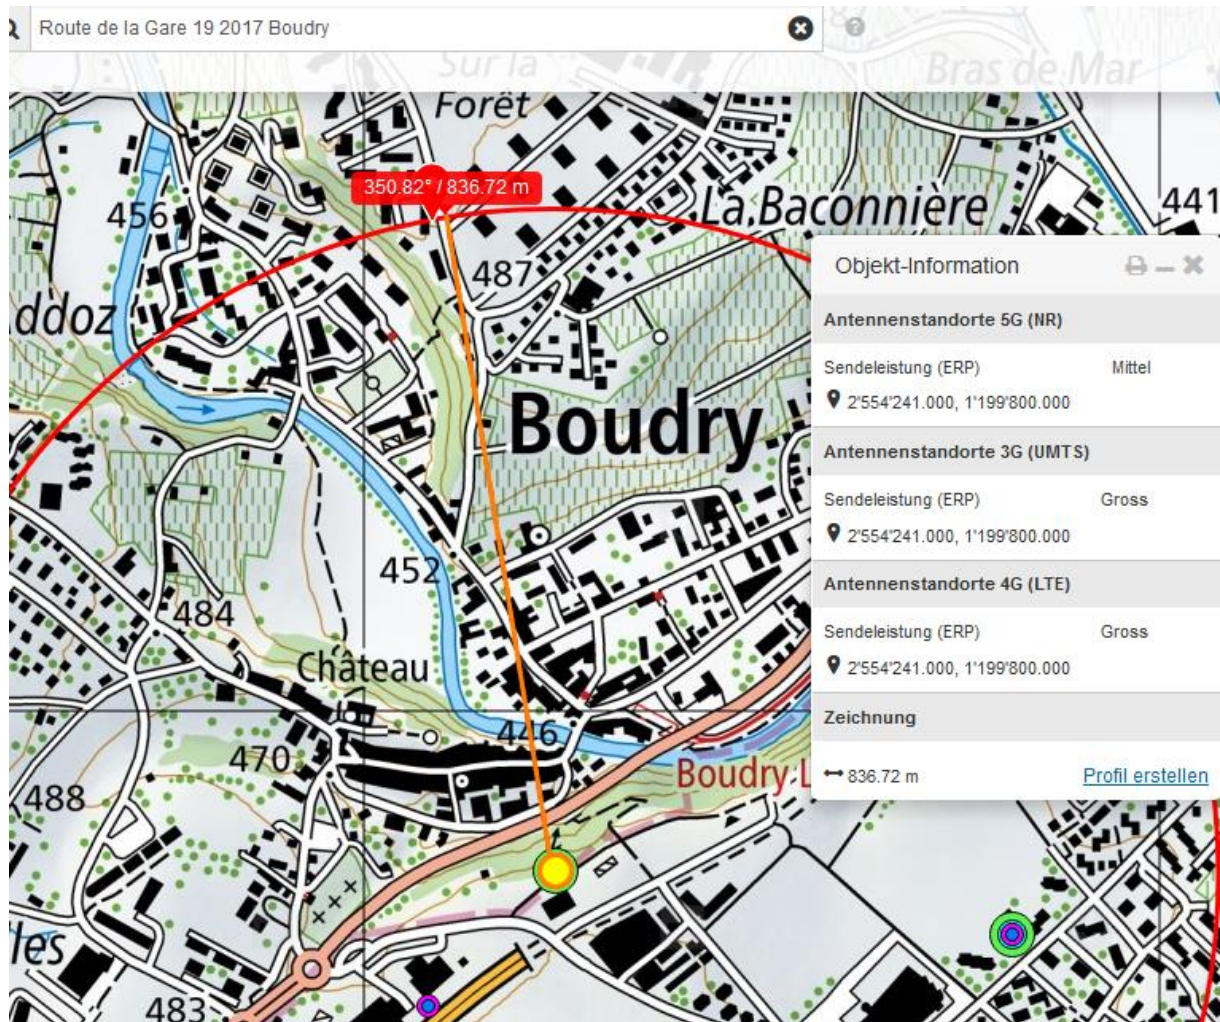 Route de la Gare 19 2017 Boudry
Sur la
Bras de Mar
Forêt
350.82° / 836.72 m
La Baconnière
456
441
487
Objekt-Information
ddoz
Antennenstandorte 5G (NR)
Sendeleistung (ERP) Mittel
2'554'241.000, 1'199'800.000
Boudry
Antennenstandorte 3G (UMTS)
Sendeleistung (ERP) Gross
2'554'241.000, 1'199'800.000
452
Antennenstandorte 4G (LTE)
484
Sendeleistung (ERP) Gross
Château
2'554'241.000, 1'199'800.000
Zeichnung
446
470
Boudry L
836.72 m Profil erstellen
488
les
483